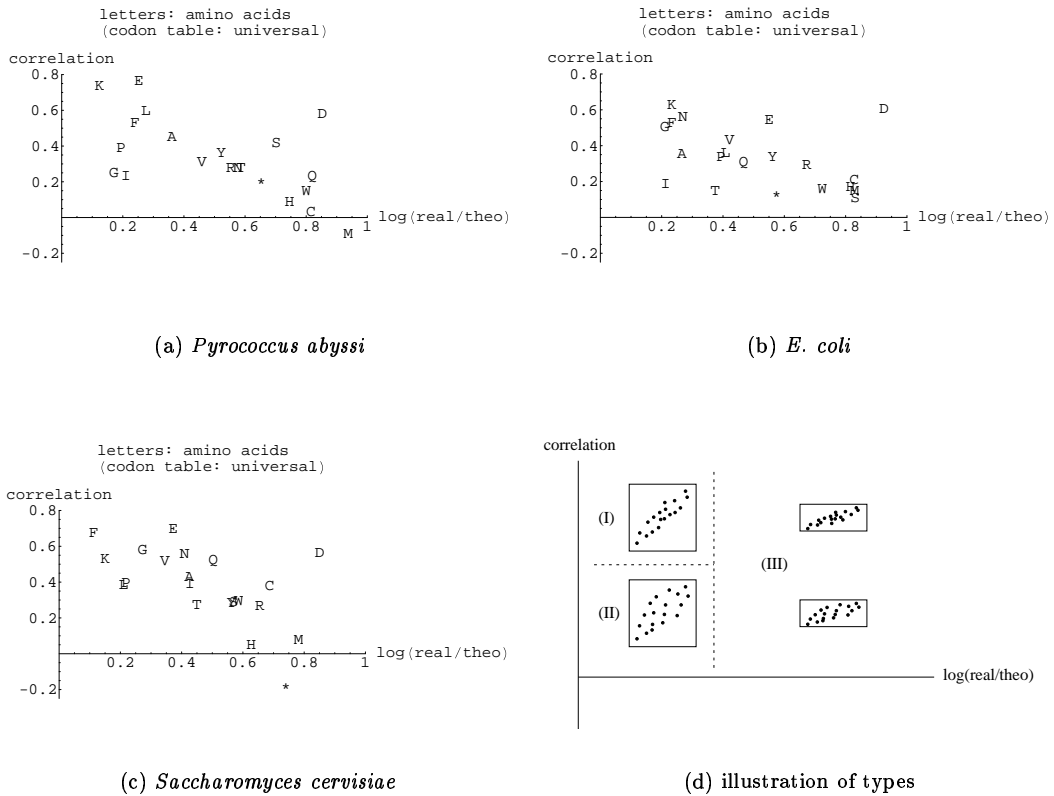 letters: amino acids
(codon table: universal)
correlation
0.8
0.6
0.4
0.2
-0.2
0.2
0.4
0.6
0.8
1
log(real/theo)
K
E
L
F
D
A
S
P
Y
V
G
I
R
N
T
*
Q
W
H
C
M
(a) Pyrococcus abyssi
letters: amino acids
(codon table: universal)
correlation
0.8
0.6
0.4
0.2
-0.2
0.2
0.4
0.6
0.8
1
log(real/theo)
K
D
N
G
F
E
V
A
P
L
Y
Q
R
I
T
*
W
H
C
M
S
(b) E. coli
letters: amino acids
(codon table: universal)
correlation
0.8
0.6
0.4
0.2
-0.2
0.2
0.4
0.6
0.8
1
log(real/theo)
K
F
E
G
N
V
Q
D
L
P
A
I
C
T
Y
S
W
R
H
M
*
(c) Saccharomyces cervisiae
correlation
(I)
(II)
(III)
log(real/theo)
(d) illustration of types